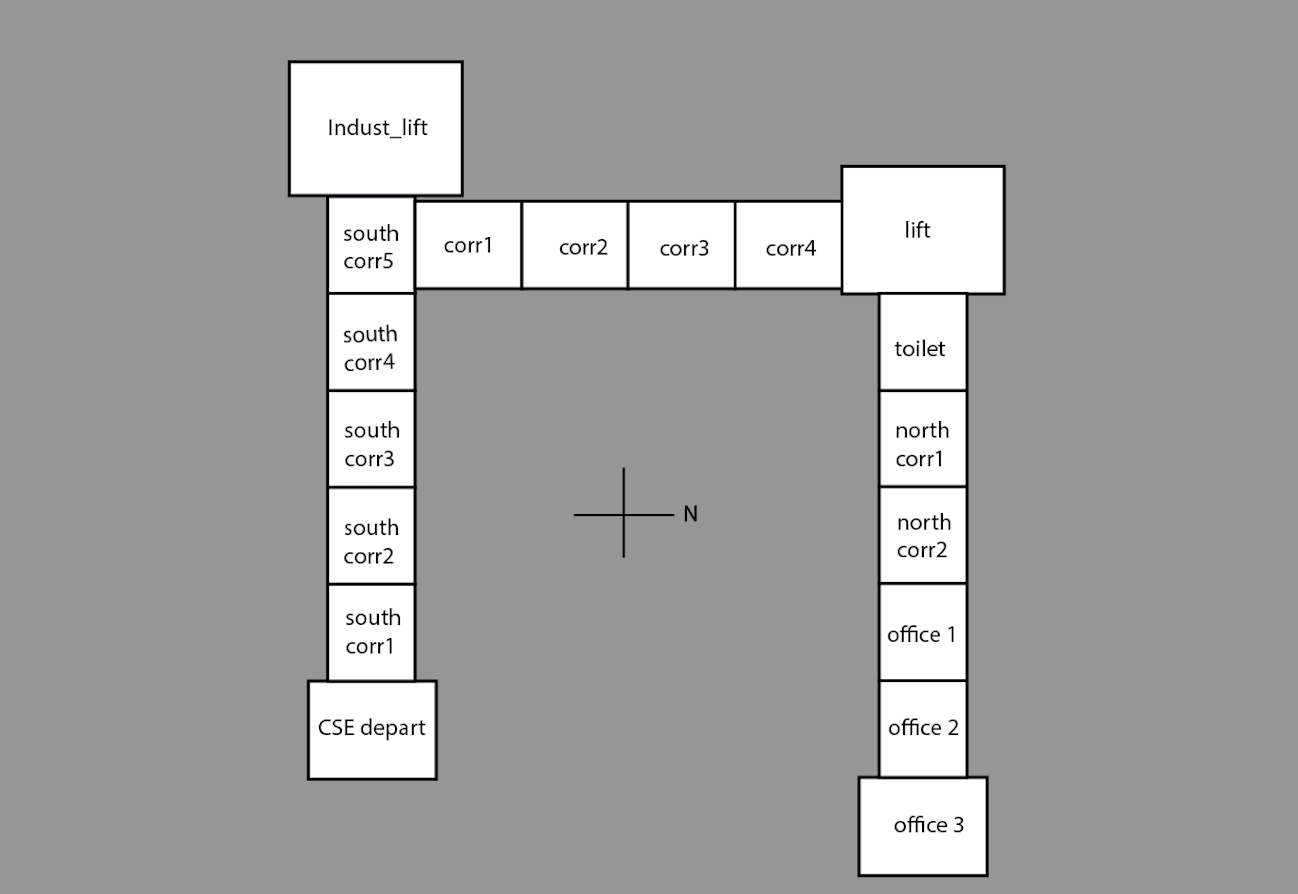 Indust_lift
south
corr5
corr1
corr2
corr3
corr4
lift
south
corr4
toilet
south
corr3
north
corr1
south
corr2
N
north
corr2
south
corr1
office 1
CSE depart
office 2
office 3